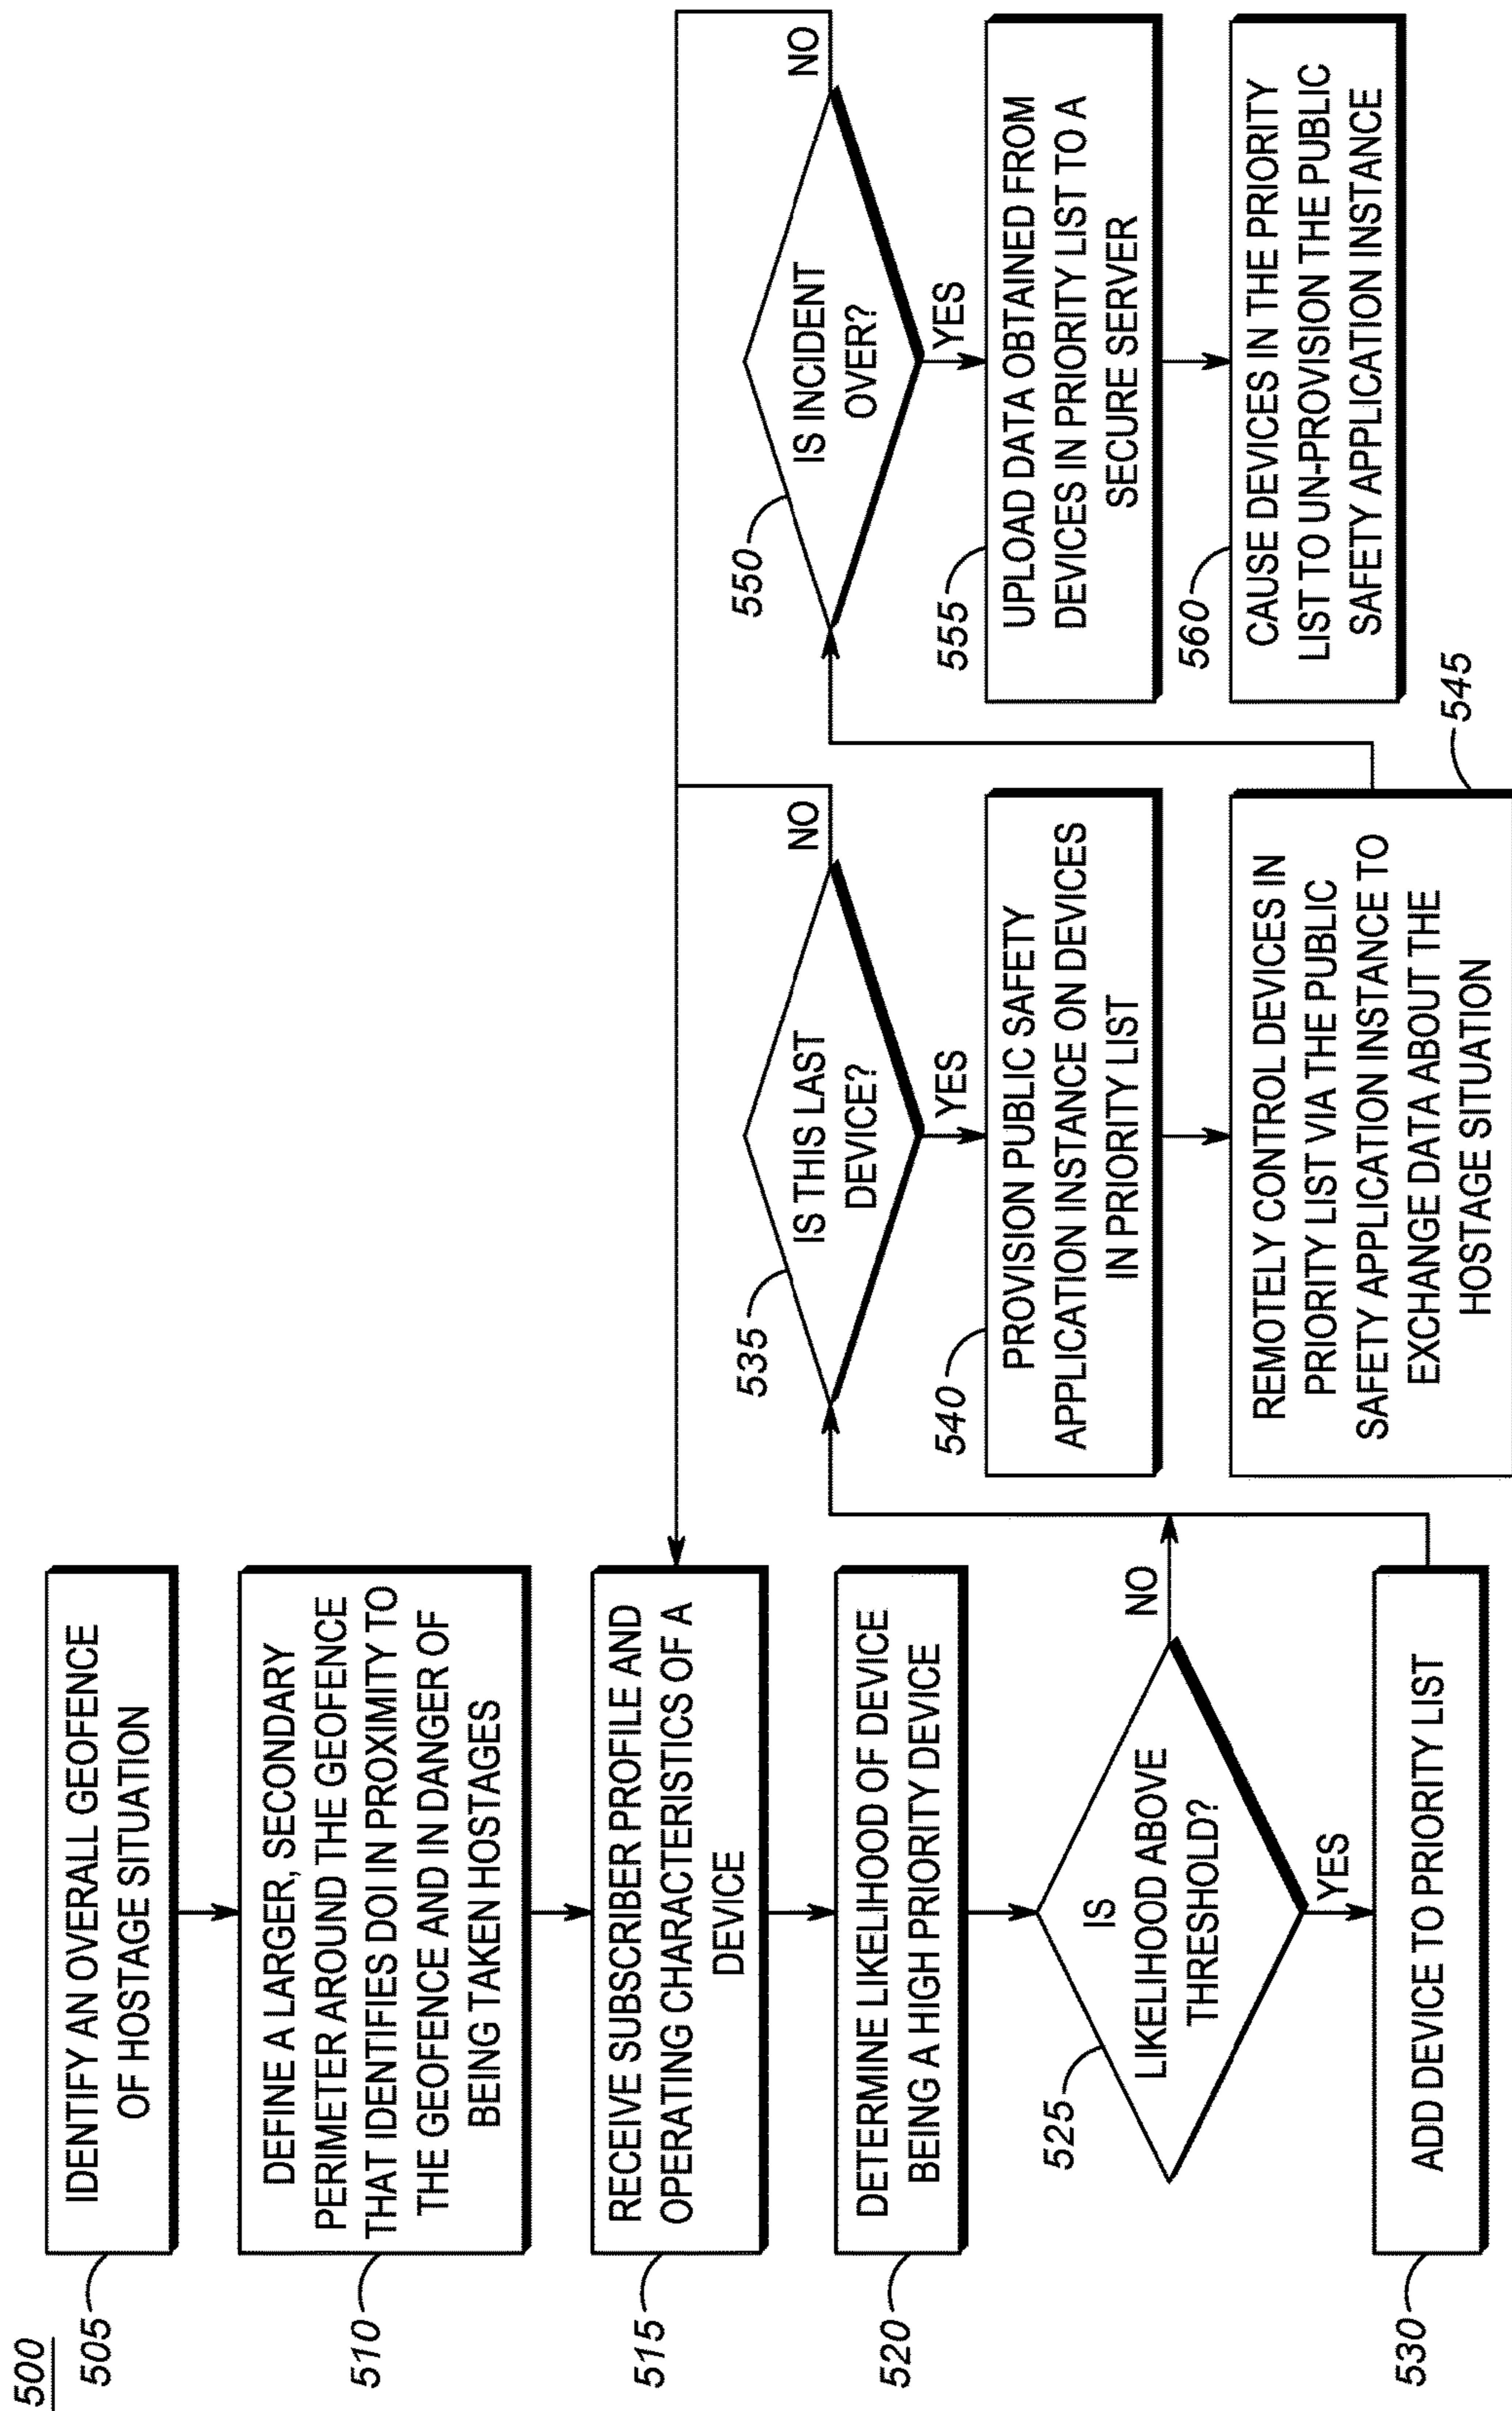 500
505
IDENTIFY AN OVERALL GEOFENCE
OF HOSTAGE SITUATION
510
DEFINE A LARGER, SECONDARY
PERIMETER AROUND THE GEOFENCE
THAT IDENTIFIES DOI IN PROXIMITY TO
THE GEOFENCE AND IN DANGER OF
BEING TAKEN HOSTAGES
515
RECEIVE SUBSCRIBER PROFILE AND
OPERATING CHARACTERISTICS OF A
DEVICE
520
DETERMINE LIKELIHOOD OF DEVICE
BEING A HIGH PRIORITY DEVICE
525
IS
LIKELIHOOD ABOVE
THRESHOLD?
NO
YES
530
ADD DEVICE TO PRIORITY LIST
535
IS THIS LAST
DEVICE?
NO
YES
540
PROVISION PUBLIC SAFETY
APPLICATION INSTANCE ON DEVICES
IN PRIORITY LIST
REMOTELY CONTROL DEVICES IN
PRIORITY LIST VIA THE PUBLIC
SAFETY APPLICATION INSTANCE TO
EXCHANGE DATA ABOUT THE
HOSTAGE SITUATION
545
550
IS INCIDENT
OVER?
NO
YES
555
UPLOAD DATA OBTAINED FROM
DEVICES IN PRIORITY LIST TO A
SECURE SERVER
560
CAUSE DEVICES IN THE PRIORITY
LIST TO UN-PROVISION THE PUBLIC
SAFETY APPLICATION INSTANCE